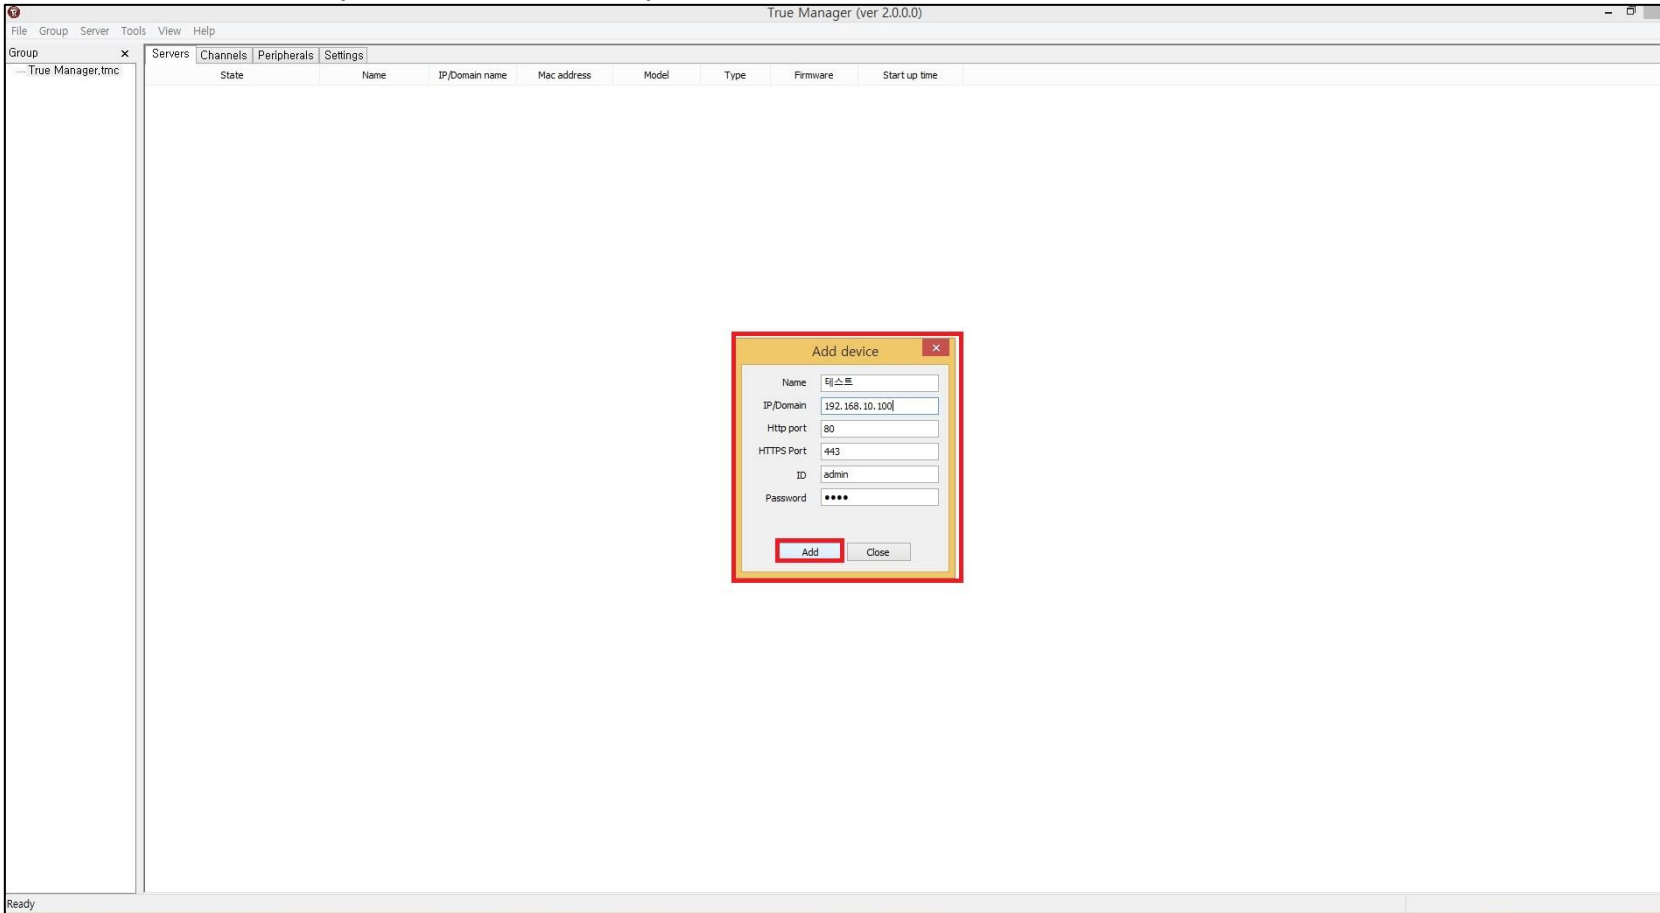 True Manager (ver 2.0.0.0)
File Group Server Tools View Help
Group
Servers Channels Peripherals Settings
True Manager,tmc
State Name IP/Domain name Mac address Model Type Firmware Start up time
Add device
Name 테스트
IP/Domain 192.168.10.100
Http port 80
HTTPS Port 443
ID admin
Password ●●●●
Add Close
Ready